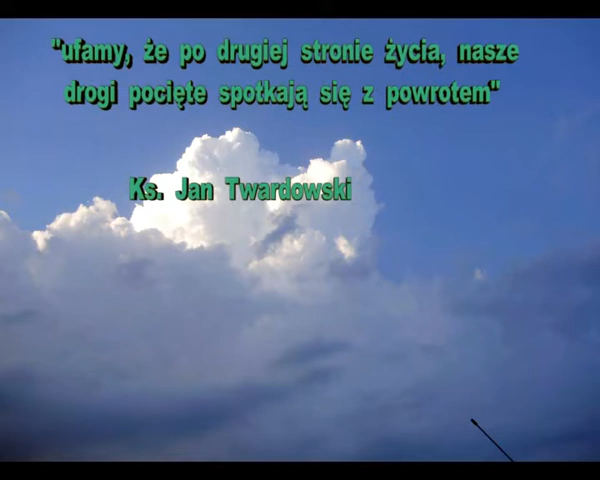 "ufamy, że po drugiej stronie życia, nasze
drogi pocięte spotkają się z powrotem"
Ks. Jan Twardowski